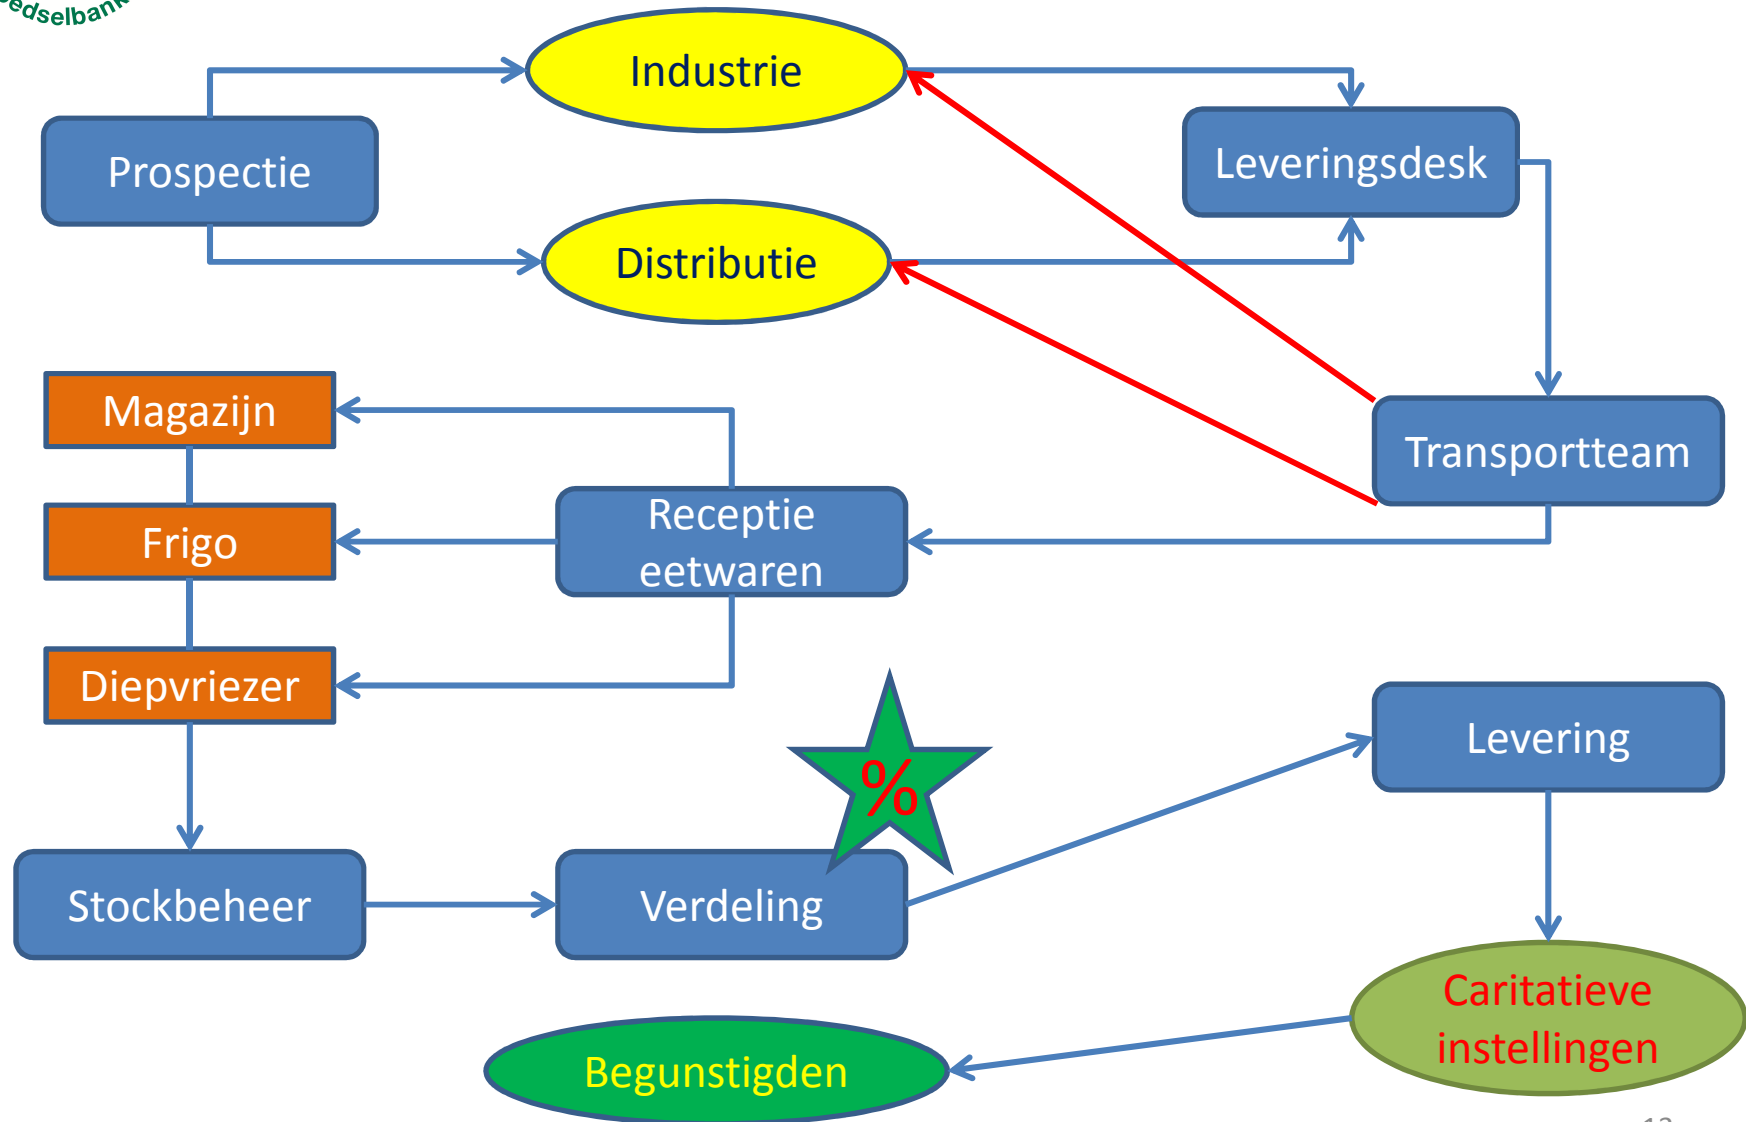 Industrie
Prospectie
Leveringsdesk
Distributie
Magazijn
Transportteam
Receptie
eetwaren
Frigo
Diepvriezer
Levering
%
Stockbeheer
Verdeling
Caritatieve
instellingen
Begunstigden